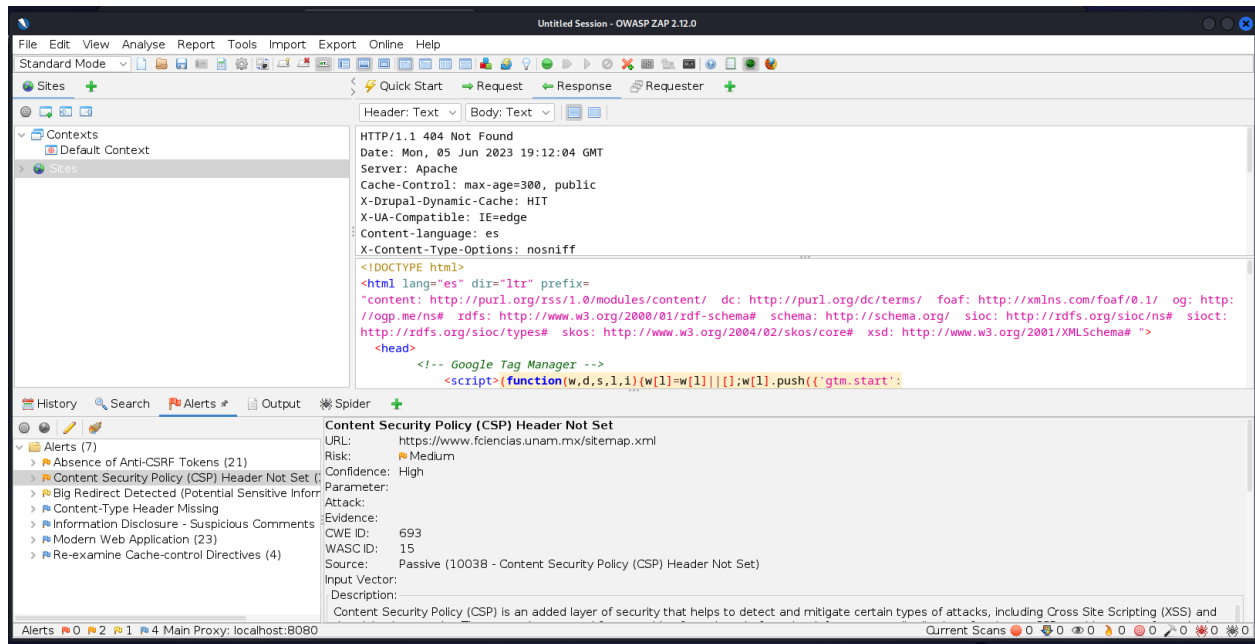 Untitled Session - OWASP ZAP 2.12.0
File Edit View Analyse Report Tools Import Export Online Help
Standard Mode
Sites
Quick Start Request Response Requester
Header: Text Body: Text
Contexts
Default Context
Sites
HTTP/1.1 404 Not Found
Date: Mon, 05 Jun 2023 19:12:04 GMT
Server: Apache
Cache-Control: max-age=300, public
X-Drupal-Dynamic-Cache: HIT
X-UA-Compatible: IE=edge
Content-language: es
X-Content-Type-Options: nosniff
<!DOCTYPE html>
<html lang="es" dir="ltr" prefix=
"content: http://purl.org/rss/1.0/modules/content/ dc: http://purl.org/dc/terms/ foaf: http://xmlns.com/foaf/0.1/ og: http:
//ogp.me/ns# rdfs: http://www.w3.org/2000/01/rdf-schema# schema: http://schema.org/ sioc: http://rdfs.org/sioc/ns# sioct:
http://rdfs.org/sioc/types# skos: http://www.w3.org/2004/02/skos/core# xsd: http://www.w3.org/2001/XMLSchema# ">
<head>
<!-- Google Tag Manager -->
<script>(function(w,d,s,l,i){w[l]=w[l]||[];w[l].push({'gtm.start':
History Search Alerts Output Spider
Alerts (7)
Absence of Anti-CSRF Tokens (21)
Content Security Policy (CSP) Header Not Set (
Big Redirect Detected (Potential Sensitive Inforr
Content-Type Header Missing
Information Disclosure - Suspicious Comments
Modern Web Application (23)
Re-examine Cache-control Directives (4)
Content Security Policy (CSP) Header Not Set
URL: https://www.fciencias.unam.mx/sitemap.xml
Risk: Medium
Confidence: High
Parameter:
Attack:
Evidence:
CWE ID: 693
WASC ID: 15
Source: Passive (10038 - Content Security Policy (CSP) Header Not Set)
Input Vector:
Description:
Content Security Policy (CSP) is an added layer of security that helps to detect and mitigate certain types of attacks, including Cross Site Scripting (XSS) and
Alerts 0 2 1 4 Main Proxy: localhost:8080
Current Scans 0 0 0 0 0 0 0 0